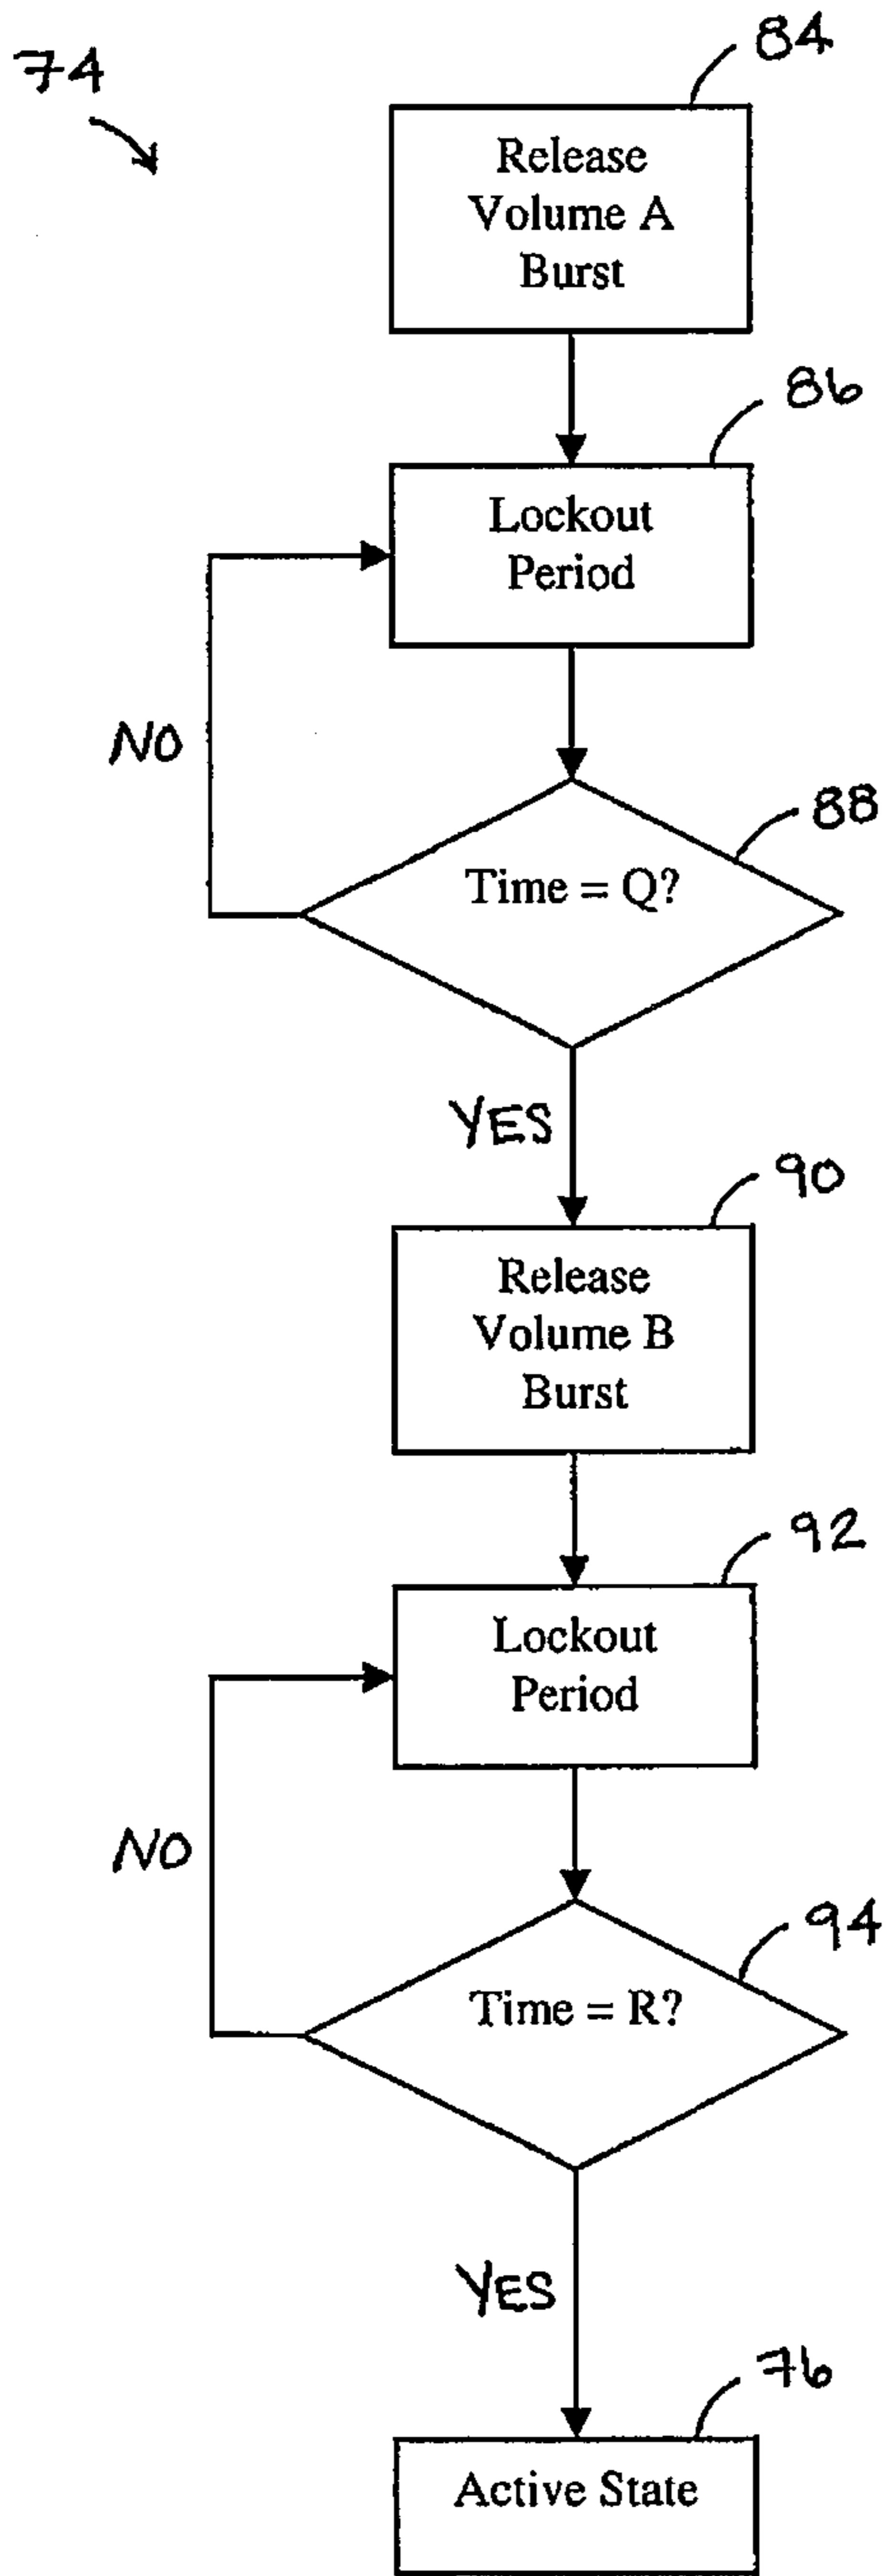 74
84
Release
Volume A
Burst
86
Lockout
Period
NO
88
Time = Q?
YES
90
Release
Volume B
Burst
92
Lockout
Period
NO
94
Time = R?
YES
76
Active State